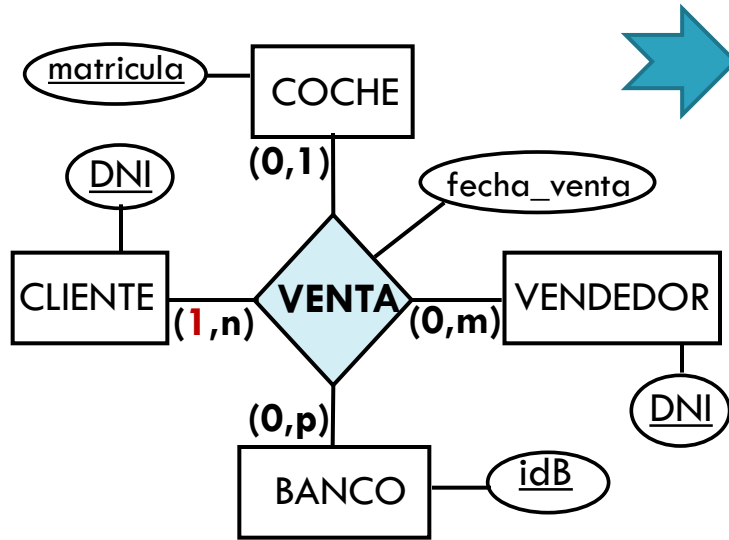 matricula
COCHE
(0,1)
DNI
fecha_venta
CLIENTE
VENTA
VENDEDOR
(1,n)
(0,m)
(0,p)
DNI
BANCO
idB